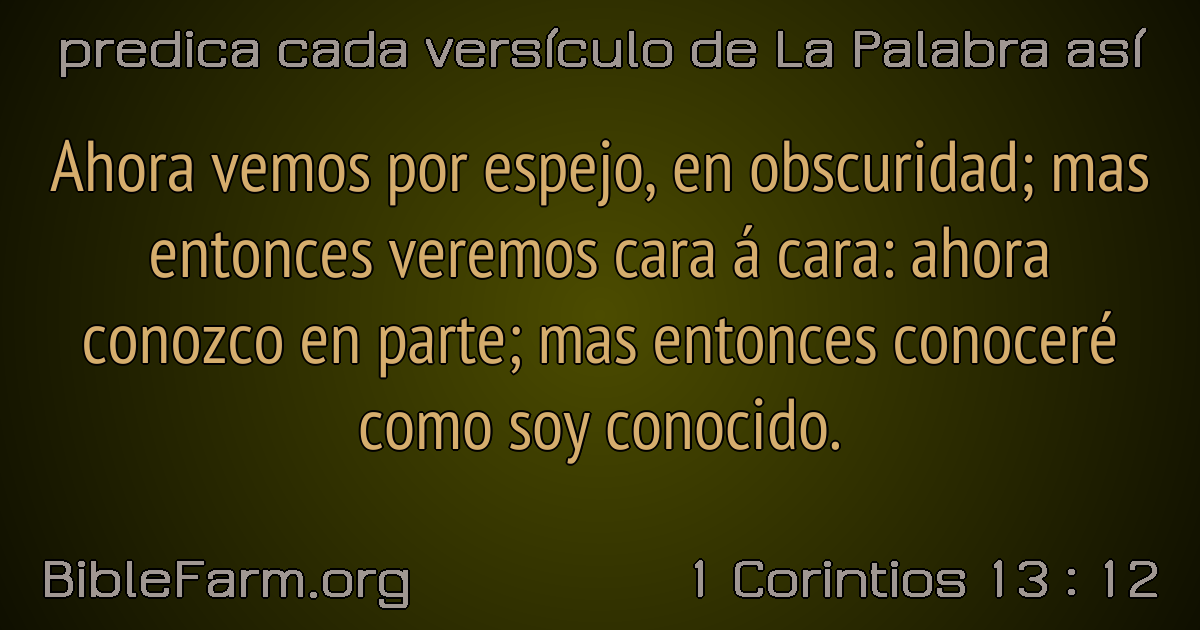 predica cada versículo de La Palabra así
Ahora vemos por espejo, en obscuridad; mas
entonces veremos cara á cara: ahora
conozco en parte; mas entonces conoceré
como soy conocido.
BibleFarm.org
1 Corintios 13 : 12